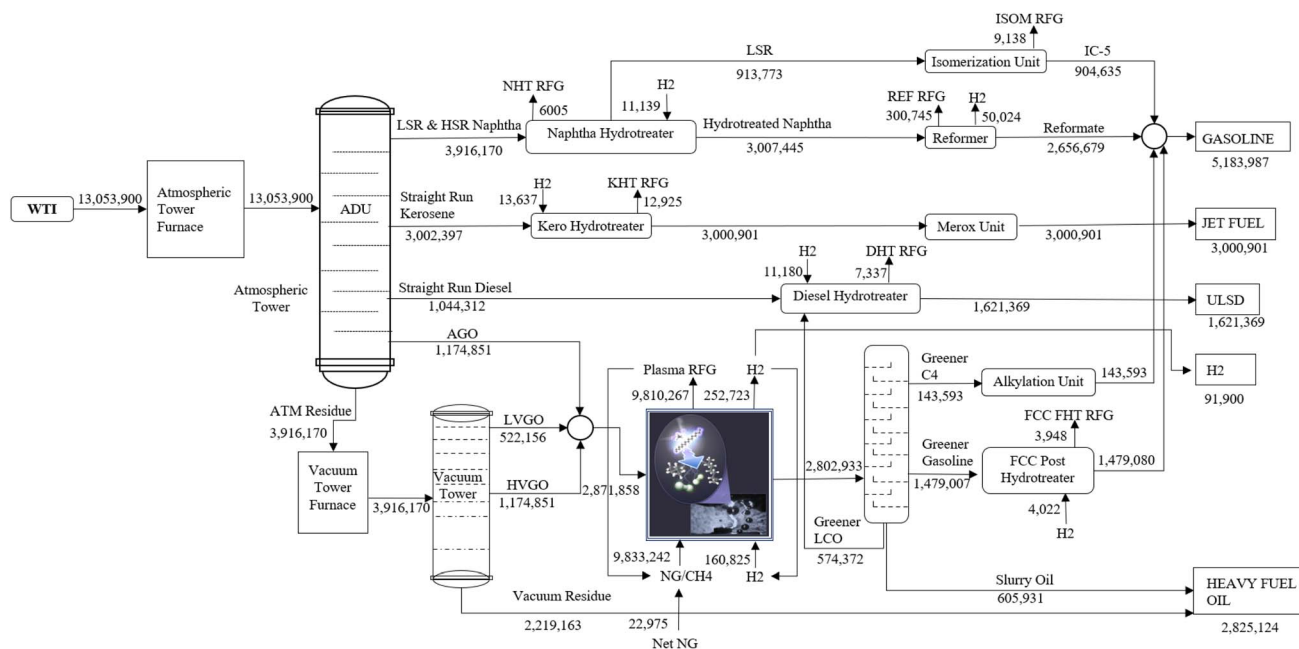 ISOM RFG
9,138
LSR
913,773
Isomerization Unit
IC-5
904,635
NHT RFG
6005
H2
11,139
REF RFG
300,745
H2
50,024
LSR & HSR Naphtha
3,916,170
Naphtha Hydrotreater
Hydrotreated Naphtha
3,007,445
Reformer
Reformate
2,656,679
GASOLINE
5,183,987
WTI
13,053,900
Atmospheric
Tower
Furnace
13,053,900
ADU
Straight Run
Kerosene
3,002,397
H2
13,637
KHT RFG
12,925
Kero Hydrotreater
3,000,901
Merox Unit
3,000,901
JET FUEL
3,000,901
Atmospheric
Tower
Straight Run Diesel
1,044,312
H2
11,180
DHT RFG
7,337
Diesel Hydrotreater
1,621,369
ULSD
1,621,369
AGO
1,174,851
Plasma RFG
9,810,267
H2
252,723
Greener
C4
143,593
Alkylation Unit
143,593
H2
91,900
ATM Residue
3,916,170
Vacuum
Tower
Furnace
3,916,170
Vacuum
Tower
LVGO
522,156
HVGO
1,174,851
2,871,858
2,802,933
Greener
Gasoline
1,479,007
FCC FHT RFG
3,948
FCC Post
Hydrotreater
1,479,080
4,022
H2
9,833,242
160,825
NG/CH4
H2
Greener
LCO
574,372
Vacuum Residue
2,219,163
22,975
Net NG
Slurry Oil
605,931
HEAVY FUEL
OIL
2,825,124